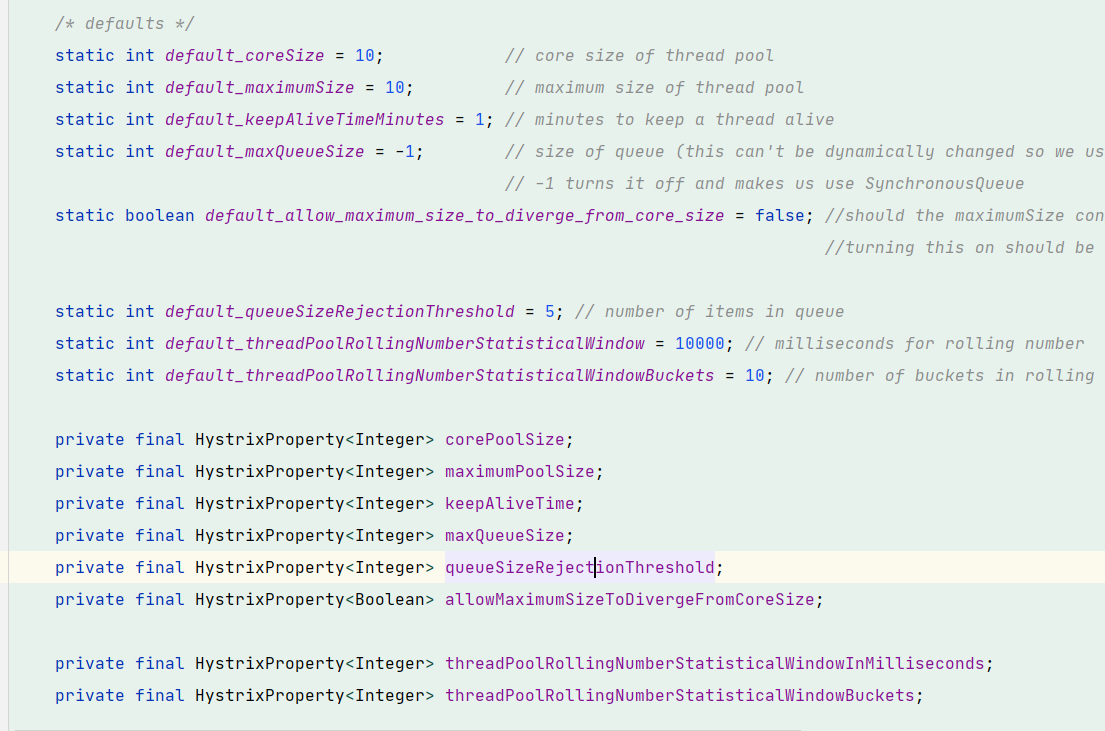 /* defaults */
static int default_coreSize = 10;            // core size of thread pool
static int default_maximumSize = 10;         // maximum size of thread pool
static int default_keepAliveTimeMinutes = 1; // minutes to keep a thread alive
static int default_maxQueueSize = -1;        // size of queue (this can't be dynamically changed so we us
                                             // -1 turns it off and makes us use SynchronousQueue
static boolean default_allow_maximum_size_to_diverge_from_core_size = false; //should the maximumSize con
                                                                             //turning this on should be
static int default_queueSizeRejectionThreshold = 5; // number of items in queue
static int default_threadPoolRollingNumberStatisticalWindow = 10000; // milliseconds for rolling number
static int default_threadPoolRollingNumberStatisticalWindowBuckets = 10; // number of buckets in rolling
private final HystrixProperty<Integer> corePoolSize;
private final HystrixProperty<Integer> maximumPoolSize;
private final HystrixProperty<Integer> keepAliveTime;
private final HystrixProperty<Integer> maxQueueSize;
private final HystrixProperty<Integer> queueSizeRejectionThreshold;
private final HystrixProperty<Boolean> allowMaximumSizeToDivergeFromCoreSize;
private final HystrixProperty<Integer> threadPoolRollingNumberStatisticalWindowInMilliseconds;
private final HystrixProperty<Integer> threadPoolRollingNumberStatisticalWindowBuckets;